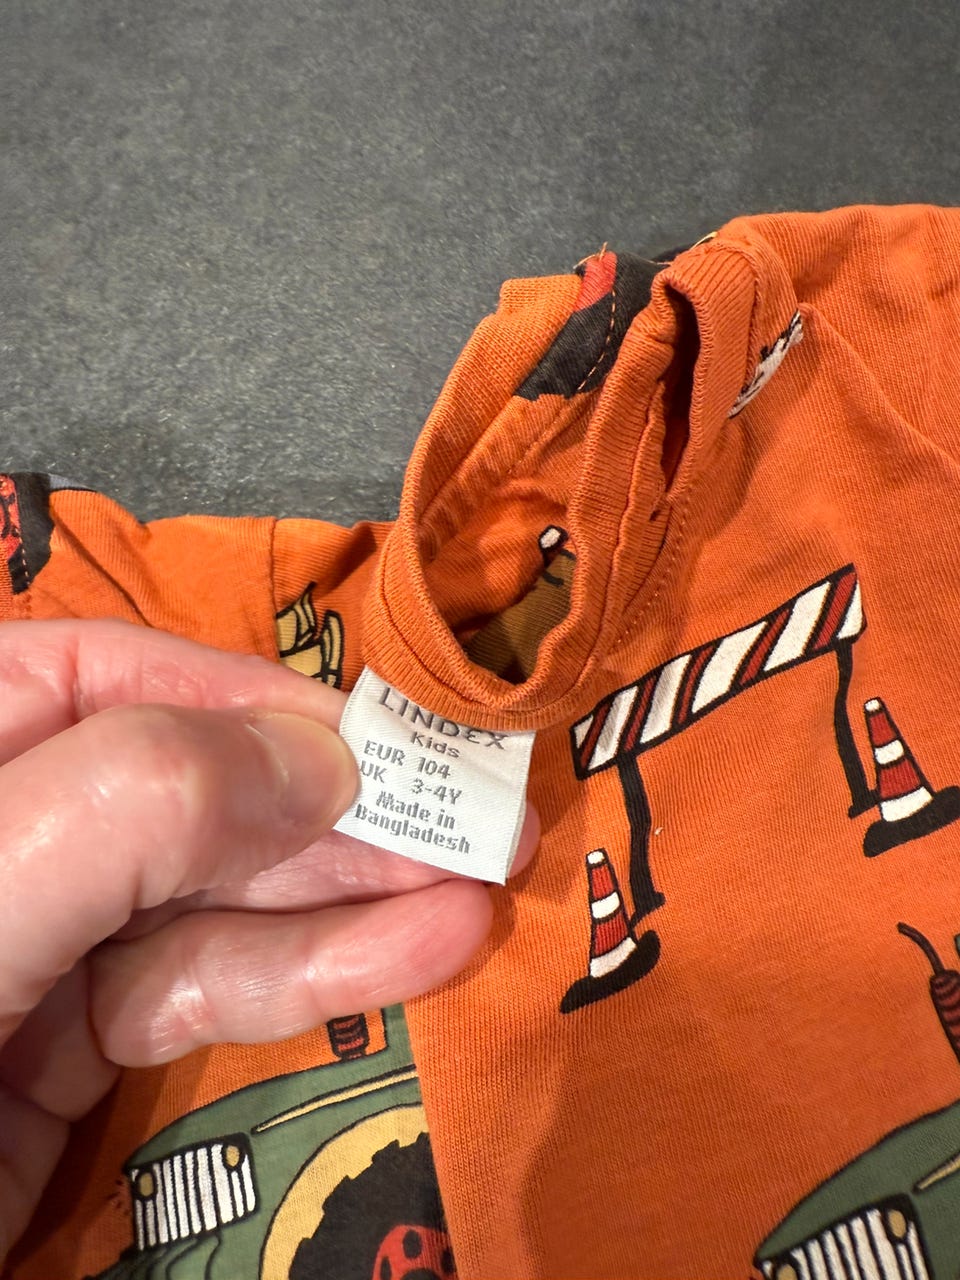 LINDEX
Kids
EUR 104
UK 3-4Y
Made in
Bangladesh